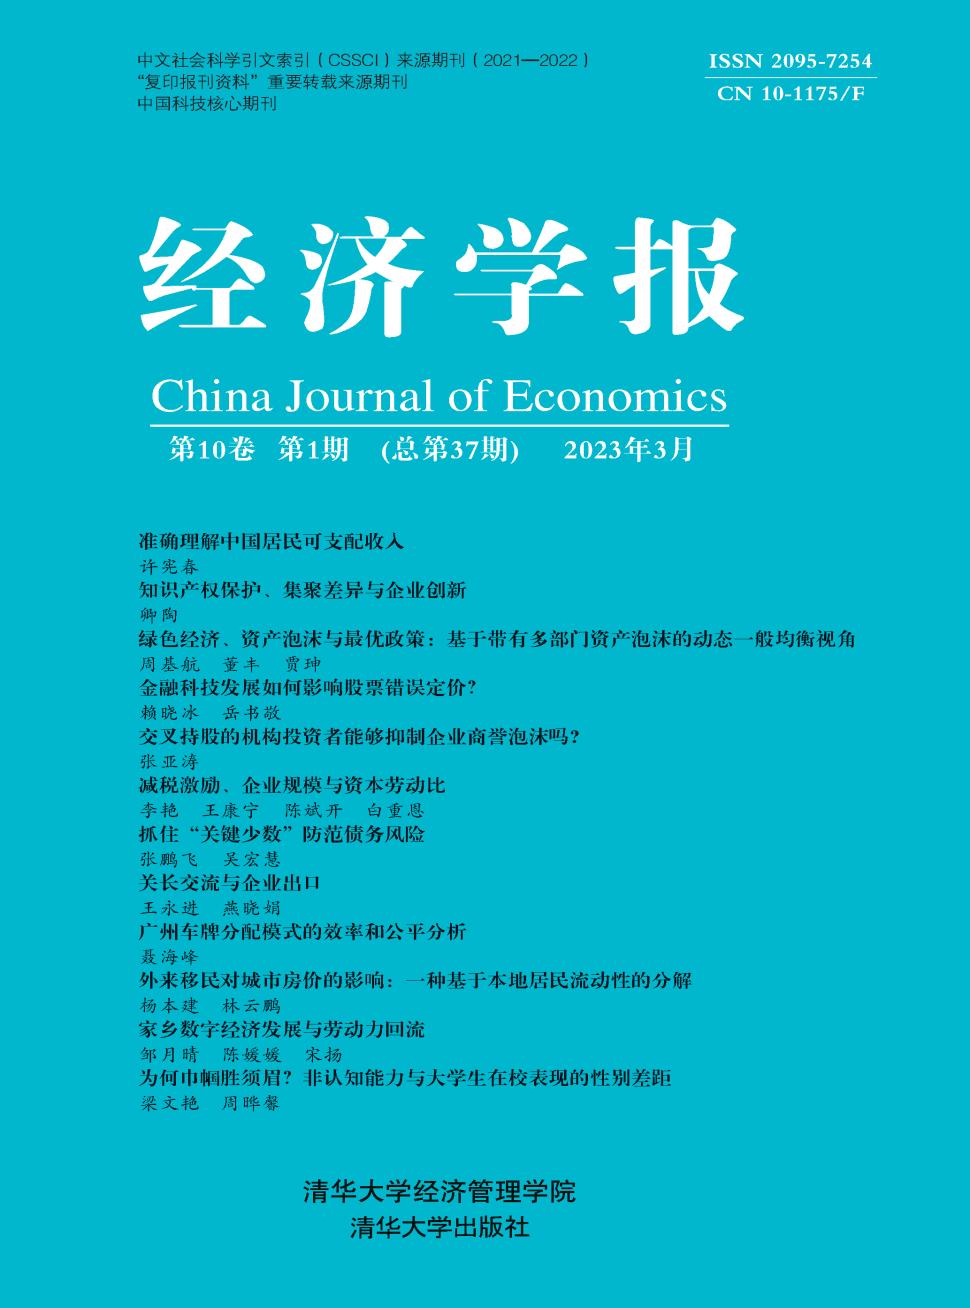 中文社会科学引文索引（CSSCI）来源期刊（2021—2022）
“复印报刊资料”重要转载来源期刊
中国科技核心期刊
ISSN 2095-7254
CN 10-1175/F
经济学报
China Journal of Economics
第10卷 第1期 (总第37期) 2023年3月
准确理解中国居民可支配收入
许宪春
知识产权保护、集聚差异与企业创新
卿陶
绿色经济、资产泡沫与最优政策：基于带有多部门资产泡沫的动态一般均衡视角
周基航 董丰 贾珅
金融科技发展如何影响股票错误定价？
赖晓冰 岳书敬
交叉持股的机构投资者能够抑制企业商誉泡沫吗？
张亚涛
减税激励、企业规模与资本劳动比
李艳 王康宁 陈斌开 白重恩
抓住“关键少数”防范债务风险
张鹏飞 吴宏慧
关长交流与企业出口
王永进 燕晓娟
广州车牌分配模式的效率和公平分析
聂海峰
外来移民对城市房价的影响：一种基于本地居民流动性的分解
杨本建 林云鹏
家乡数字经济发展与劳动力回流
邹月晴 陈媛媛 宋扬
为何巾帼胜须眉？非认知能力与大学生在校表现的性别差距
梁文艳 周晔馨
清华大学经济管理学院
清华大学出版社